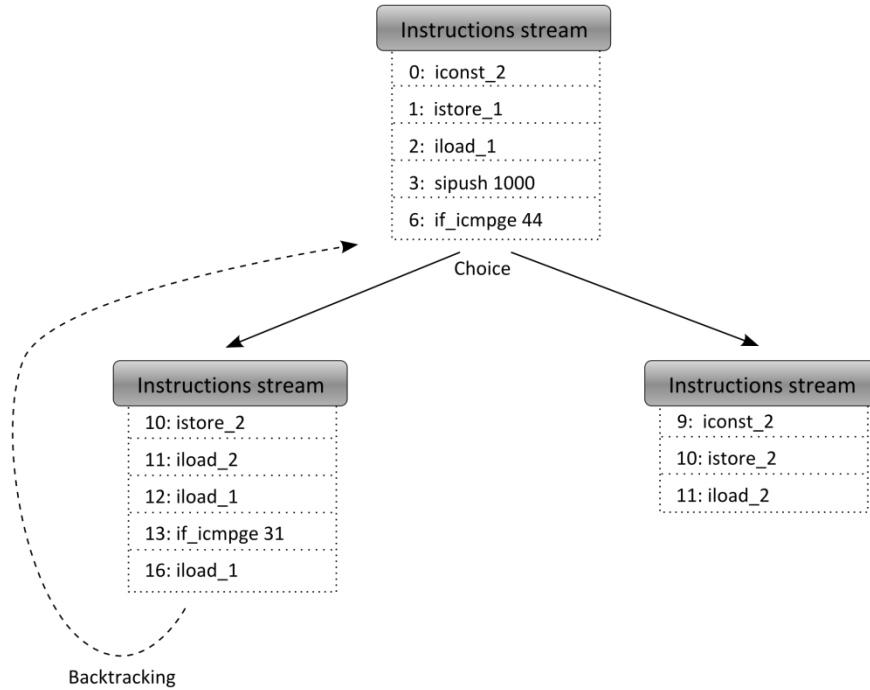 Instructions stream
0: iconst_2
1: istore_1
2: iload_1
3: sipush 1000
6: if_icmpge 44
Choice
Instructions stream
10: istore_2
11: iload_2
12: iload_1
13: if_icmpge 31
16: iload_1
Instructions stream
9: iconst_2
10: istore_2
11: iload_2
Backtracking